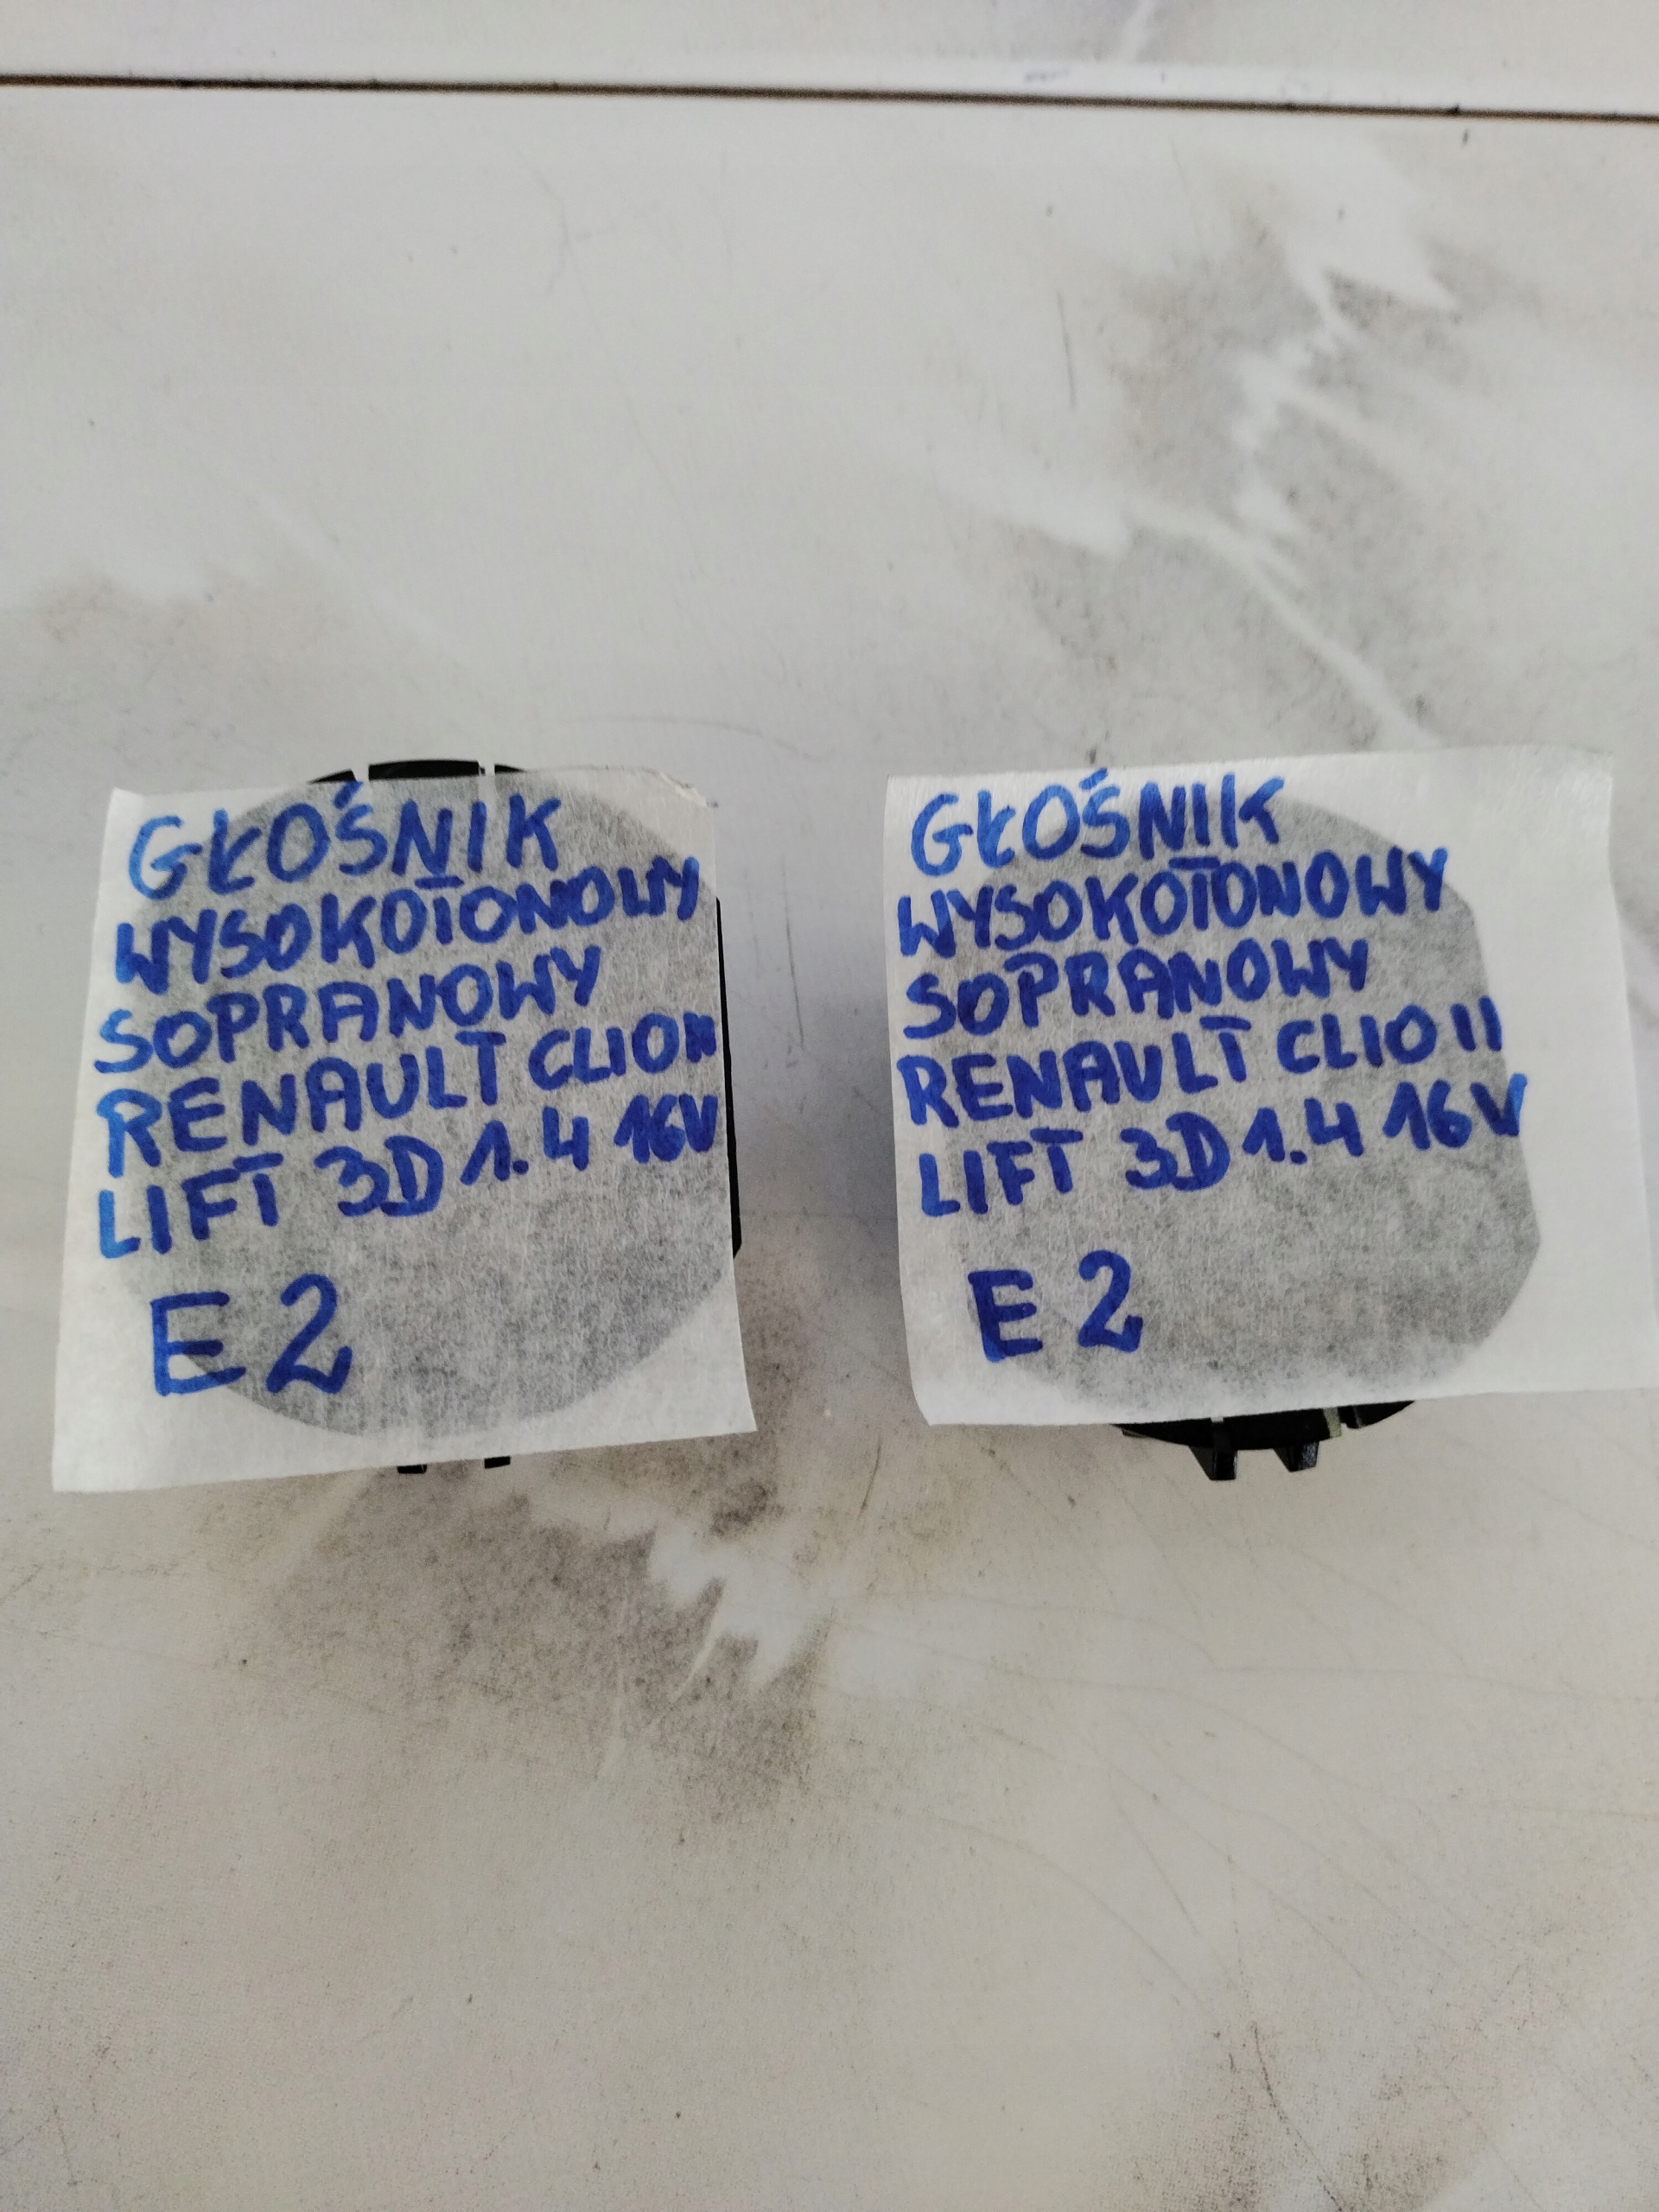 GŁOŚNIK
WYSOKOTONOWY
SOPRANOWY
RENAULT CLIO II
LIFT 3D 1.4 16V
E2
GŁOŚNIK
WYSOKOTONOWY
SOPRANOWY
RENAULT CLIO II
LIFT 3D 1.4 16V
E2